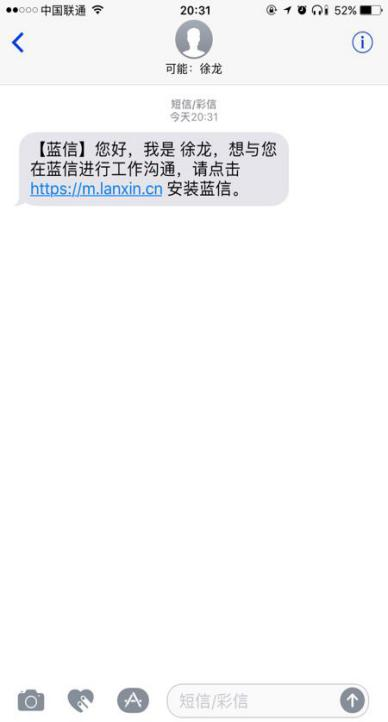 中国联通 20:31 52%
可能：徐龙
短信/彩信
今天20:31
【蓝信】您好，我是 徐龙，想与您
在蓝信进行工作沟通，请点击
https://m.lanxin.cn 安装蓝信。
短信/彩信